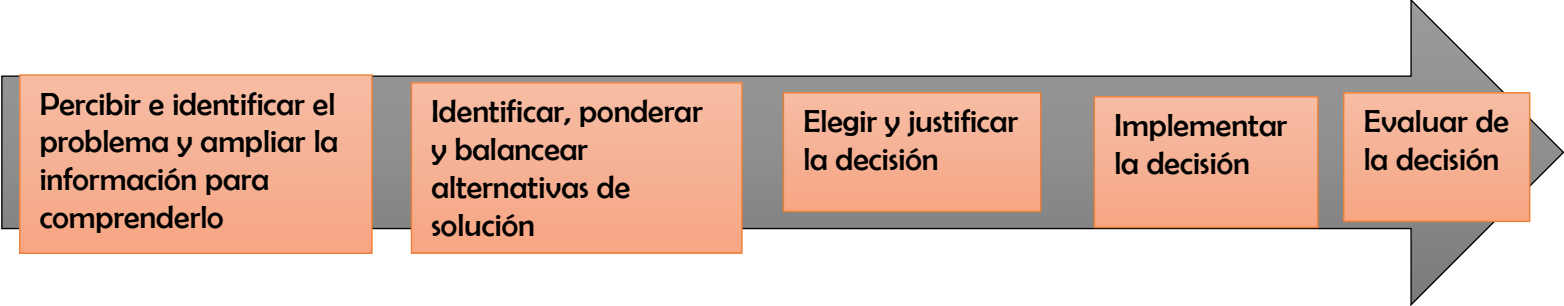 Percibir e identificar el
problema y ampliar la
información para
comprenderlo
Identificar, ponderar
y balancear
alternativas de
solución
Elegir y justificar
la decisión
Implementar
la decisión
Evaluar de
la decisión